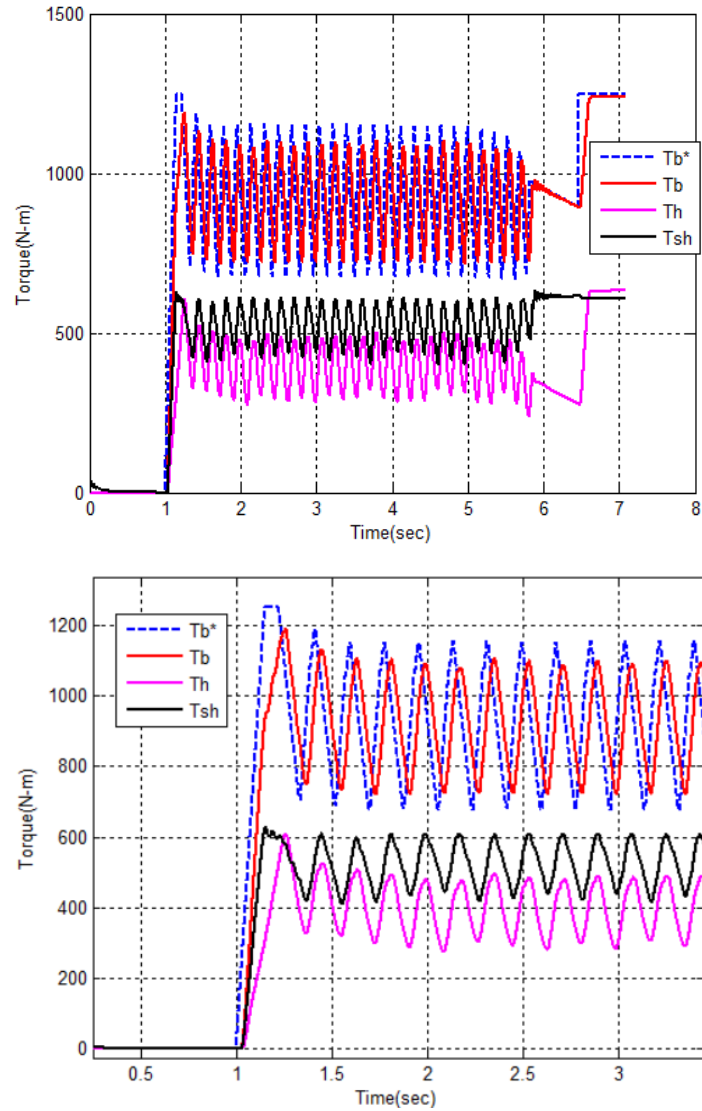 1500
1000
500
0
Torque(N-m)
0 1 2 3 4 5 6 7 8
Time(sec)
Tb*
Tb
Th
Tsh
1200
1000
800
600
400
200
0
Torque(N-m)
0.5 1 1.5 2 2.5 3
Time(sec)
Tb*
Tb
Th
Tsh